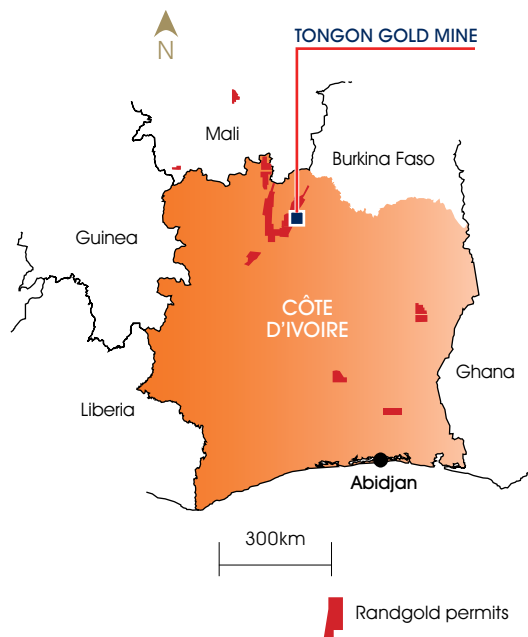 TONGON GOLD MINE
N
Mali
Burkina Faso
Guinea
CÔTE
D'IVOIRE
Ghana
Liberia
Abidjan
300km
Randgold permits